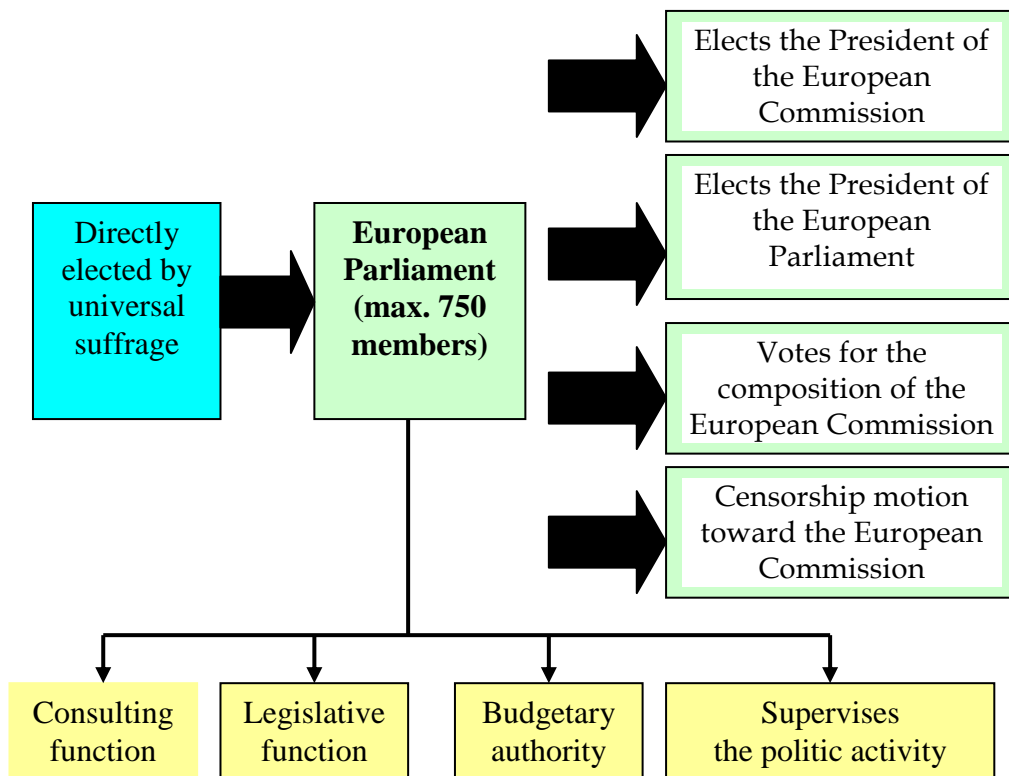 Elects the President of
the European
Commission
Elects the President of
the European
Parliament
Directly
elected by
universal
suffrage
European
Parliament
(max. 750
members)
Votes for the
composition of the
European Commission
Censorship motion
toward the European
Commission
Consulting
function
Legislative
function
Budgetary
authority
Supervises
the politic activity